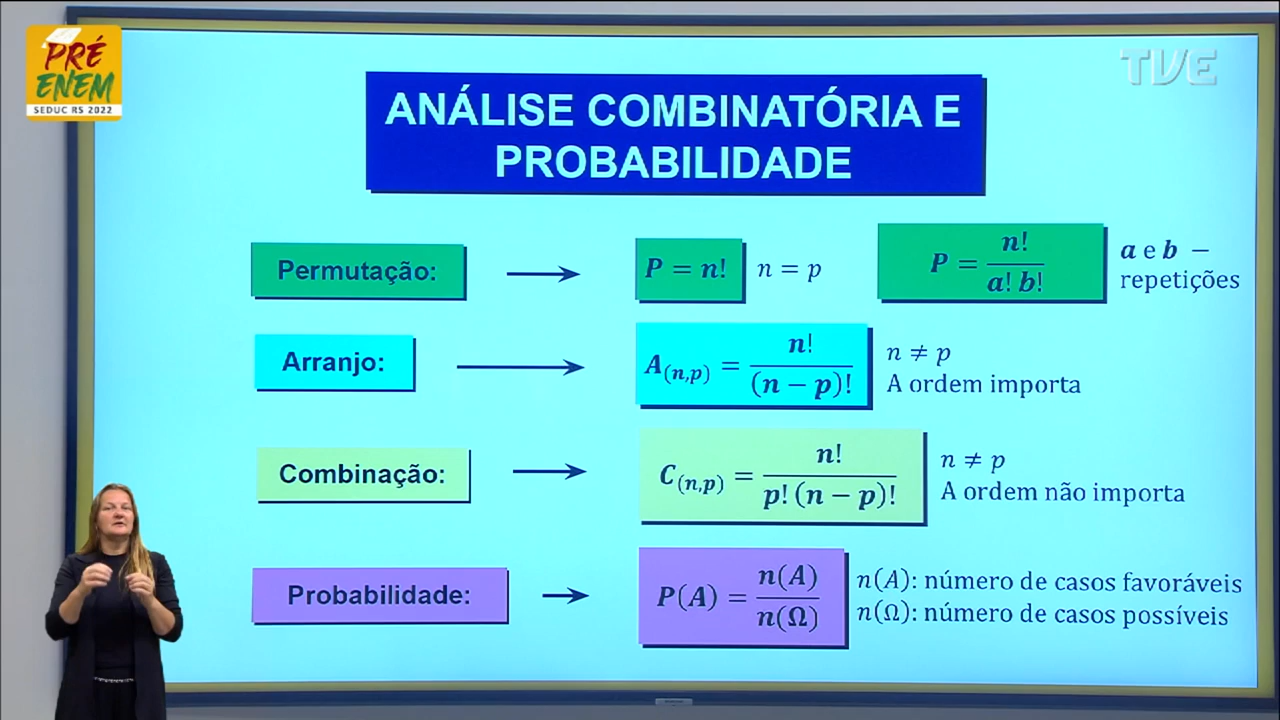 PRÉ
ENEM
SEDUC RS 2022
TVE
ANÁLISE COMBINATÓRIA E
PROBABILIDADE
Permutação:
P = n!
n = p
P = n! / a! b!
a e b –
repetições
Arranjo:
A(n,p) = n! / (n − p)!
n ≠ p
A ordem importa
Combinação:
C(n,p) = n! / p! (n − p)!
n ≠ p
A ordem não importa
Probabilidade:
P(A) = n(A) / n(Ω)
n(A): número de casos favoráveis
n(Ω): número de casos possíveis